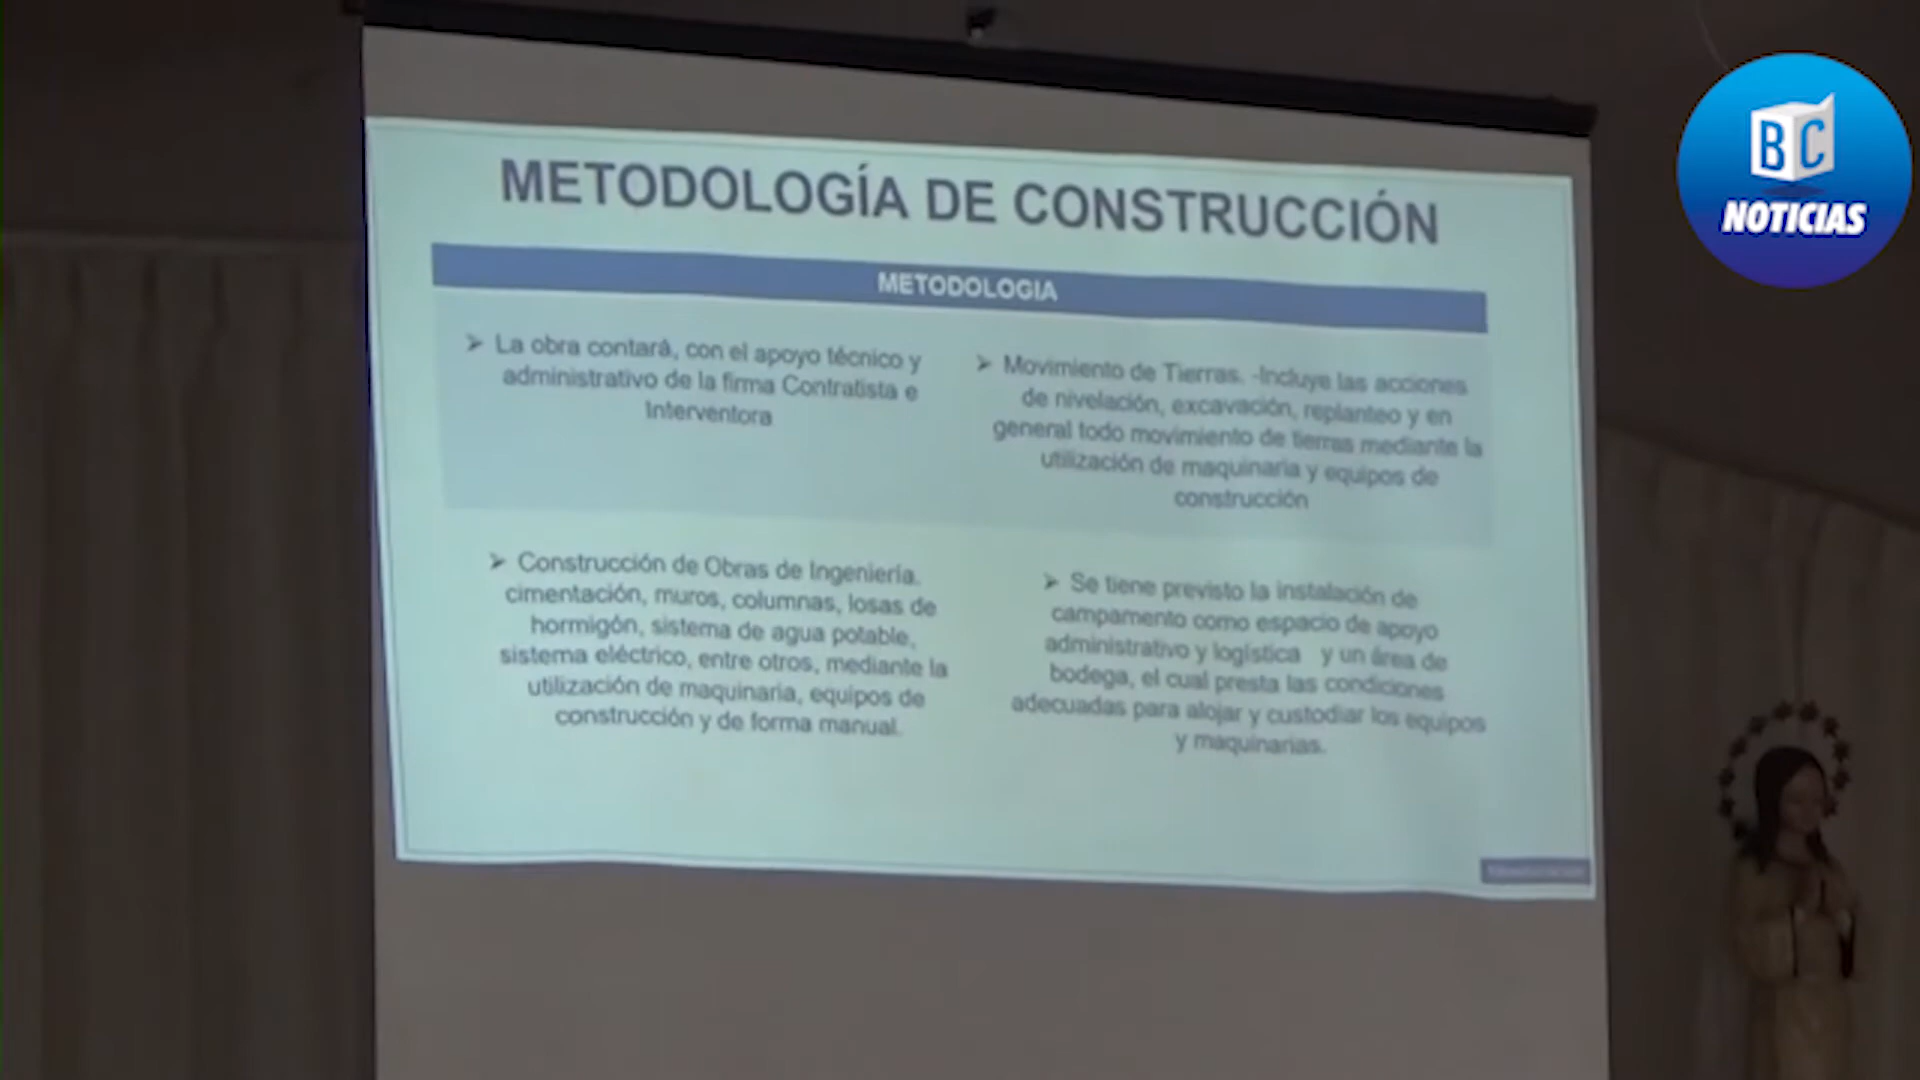 METODOLOGÍA DE CONSTRUCCIÓN
METODOLOGIA
➢ La obra contará, con el apoyo técnico y
administrativo de la firma Contratista e
Interventora
➢ Movimiento de Tierras. -Incluye las acciones
de nivelación, excavación, replanteo y en
general todo movimiento de tierras mediante la
utilización de maquinaria y equipos de
construcción
➢ Construcción de Obras de Ingeniería.
cimentación, muros, columnas, losas de
hormigón, sistema de agua potable,
sistema eléctrico, entre otros, mediante la
utilización de maquinaria, equipos de
construcción y de forma manual.
➢ Se tiene previsto la instalación de
campamento como espacio de apoyo
administrativo y logística y un área de
bodega, el cual presta las condiciones
adecuadas para alojar y custodiar los equipos
y maquinarias.
BC
NOTICIAS